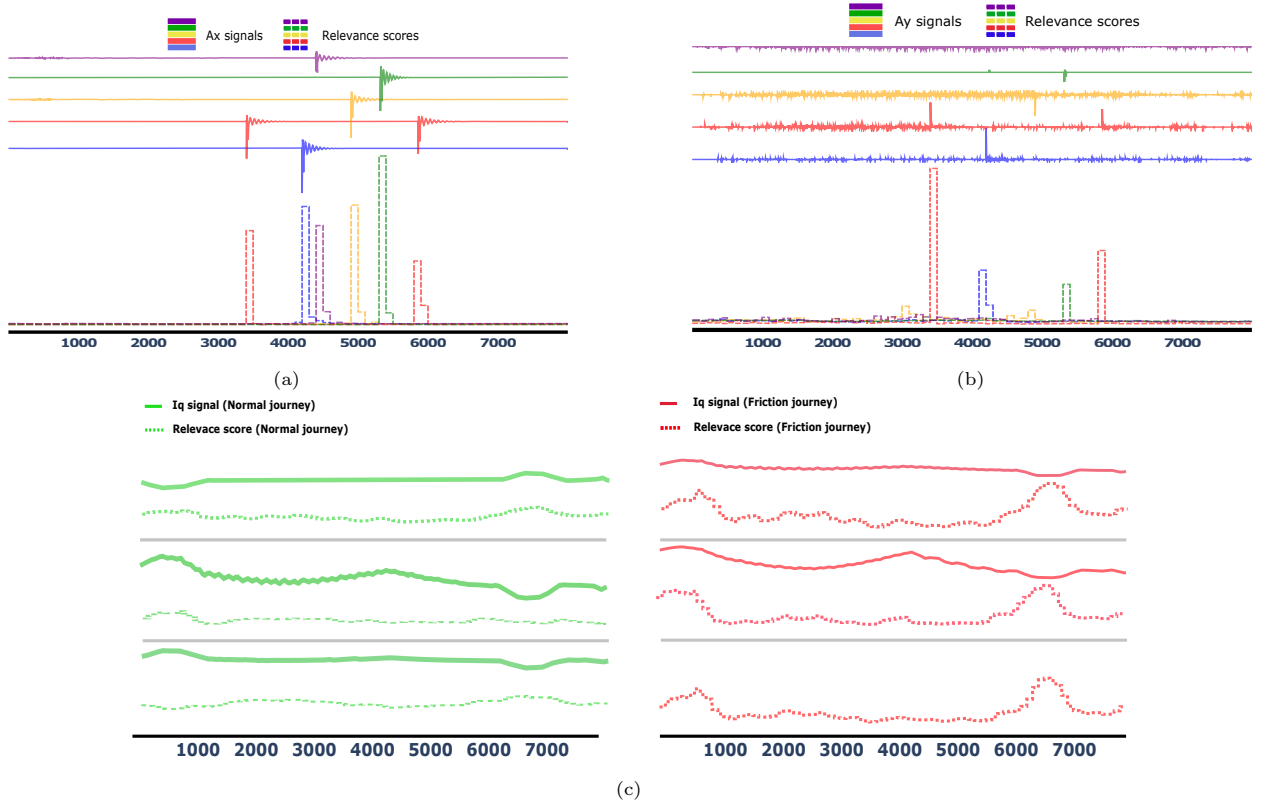 Ax signals Relevance scores
Ay signals Relevance scores
1000 2000 3000 4000 5000 6000 7000
1000 2000 3000 4000 5000 6000 7000
(a)
(b)
Iq signal (Normal journey)
Relevace score (Normal journey)
Iq signal (Friction journey)
Relevace score (Friction journey)
1000 2000 3000 4000 5000 6000 7000
1000 2000 3000 4000 5000 6000 7000
(c)